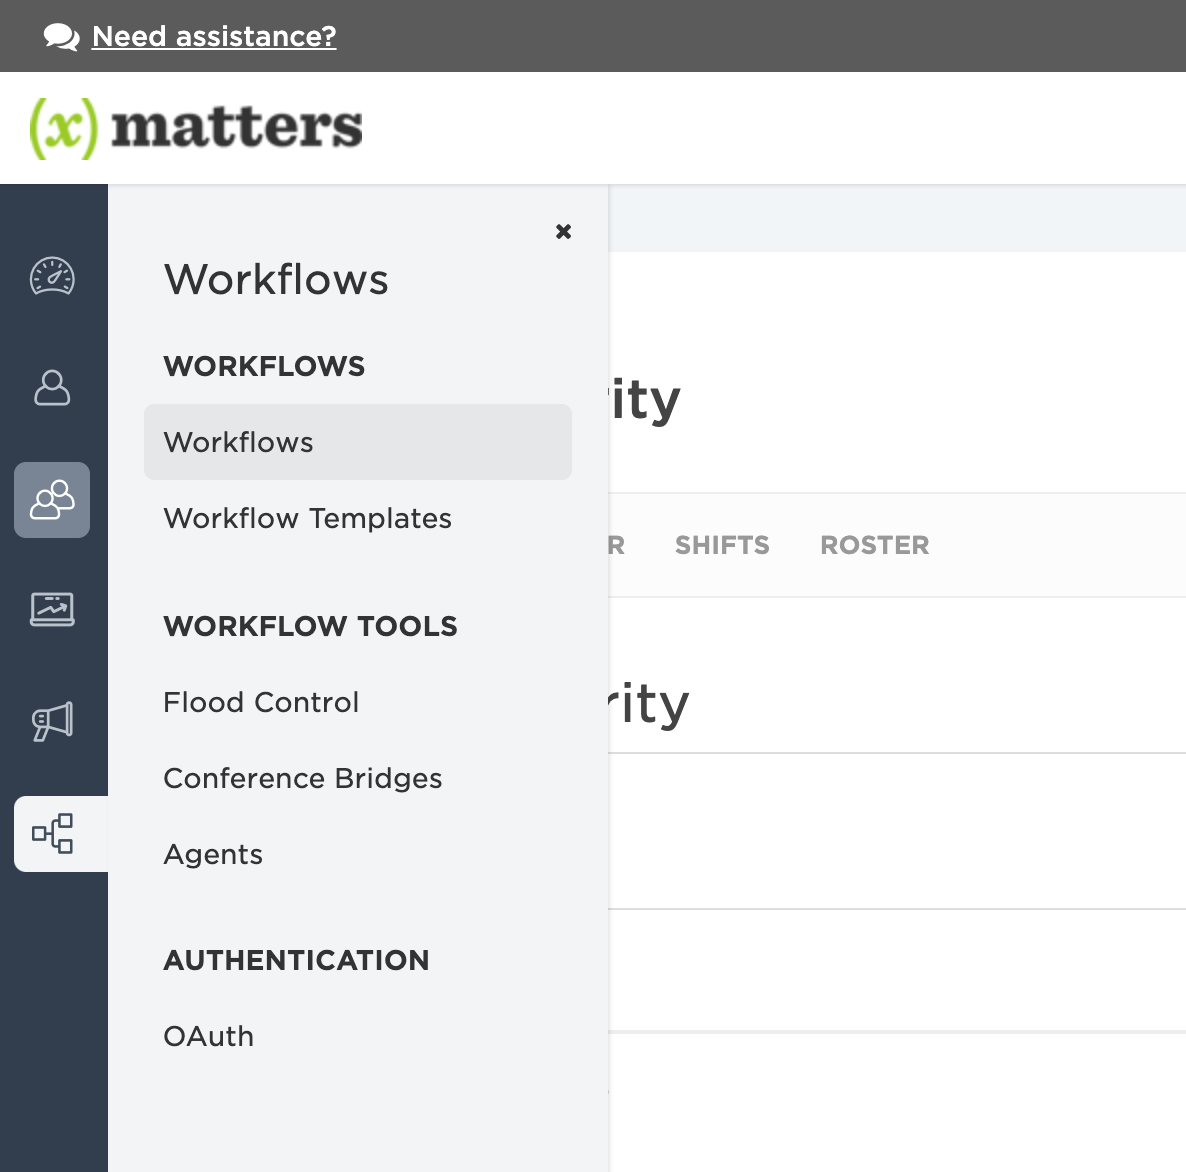 Need assistance?
(x) matters
Workflows
WORKFLOWS
Workflows
Workflow Templates
WORKFLOW TOOLS
Flood Control
Conference Bridges
Agents
AUTHENTICATION
OAuth
ity
R SHIFTS ROSTER
rity